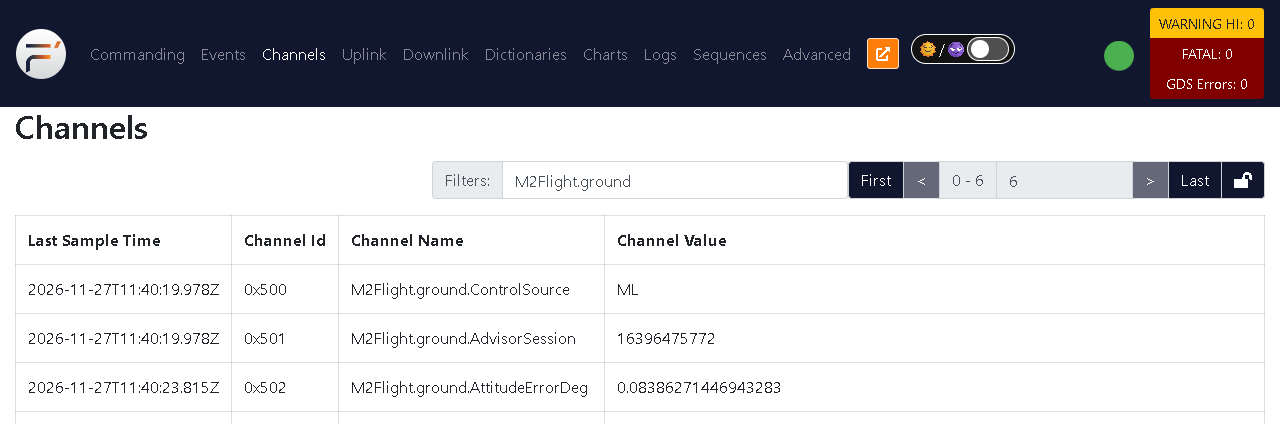 Commanding Events Channels Uplink Downlink Dictionaries Charts Logs Sequences Advanced
WARNING HI: 0
FATAL: 0
GDS Errors: 0
Channels
Filters: M2Flight.ground First < 0 - 6 6 > Last
Last Sample Time Channel Id Channel Name Channel Value
2026-11-27T11:40:19.978Z 0x500 M2Flight.ground.ControlSource ML
2026-11-27T11:40:19.978Z 0x501 M2Flight.ground.AdvisorSession 16396475772
2026-11-27T11:40:23.815Z 0x502 M2Flight.ground.AttitudeErrorDeg 0.08386271446943283